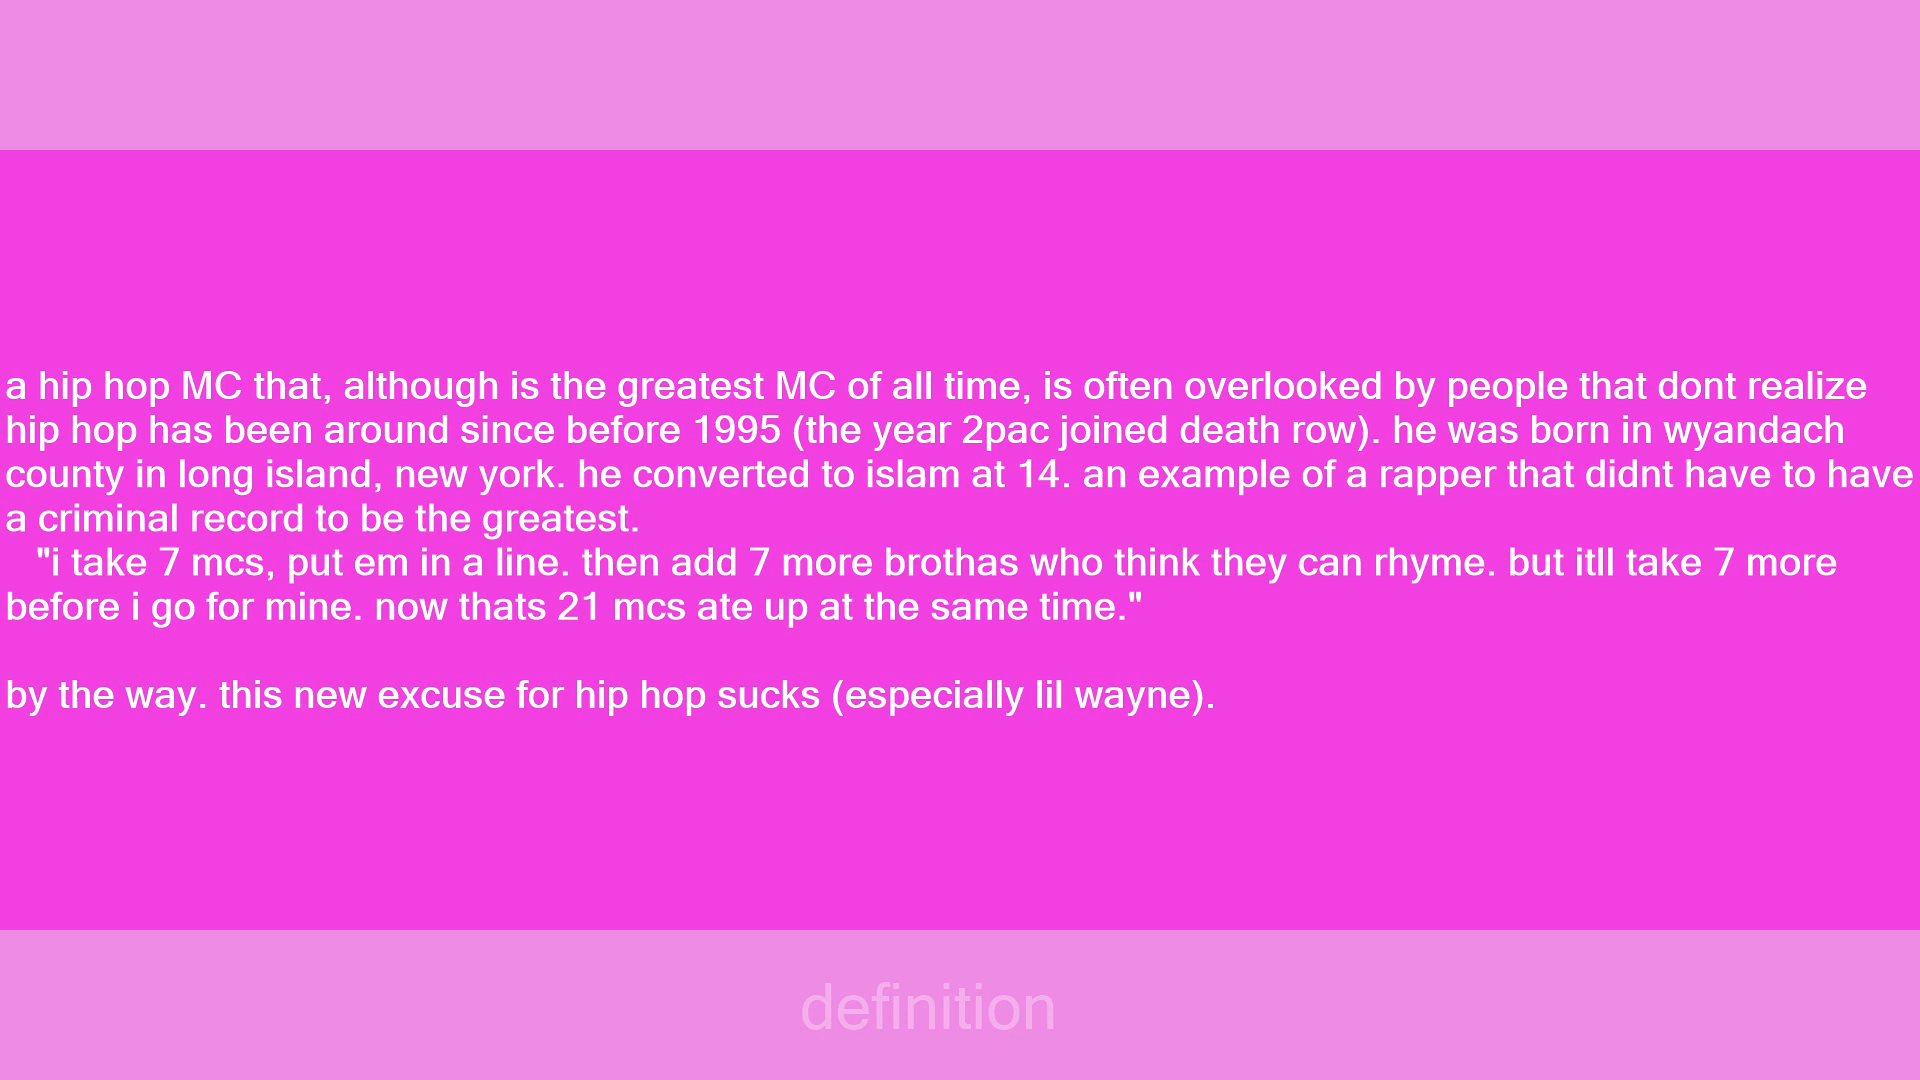 a hip hop MC that, although is the greatest MC of all time, is often overlooked by people that dont realize
hip hop has been around since before 1995 (the year 2pac joined death row). he was born in wyandach
county in long island, new york. he converted to islam at 14. an example of a rapper that didnt have to have
a criminal record to be the greatest.
"i take 7 mcs, put em in a line. then add 7 more brothas who think they can rhyme. but itll take 7 more
before i go for mine. now thats 21 mcs ate up at the same time."
by the way. this new excuse for hip hop sucks (especially lil wayne).
definition